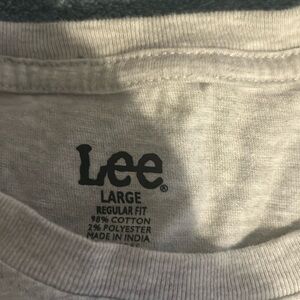 Lee®
LARGE
REGULAR FIT
98% COTTON
2% POLYESTER
MADE IN INDIA